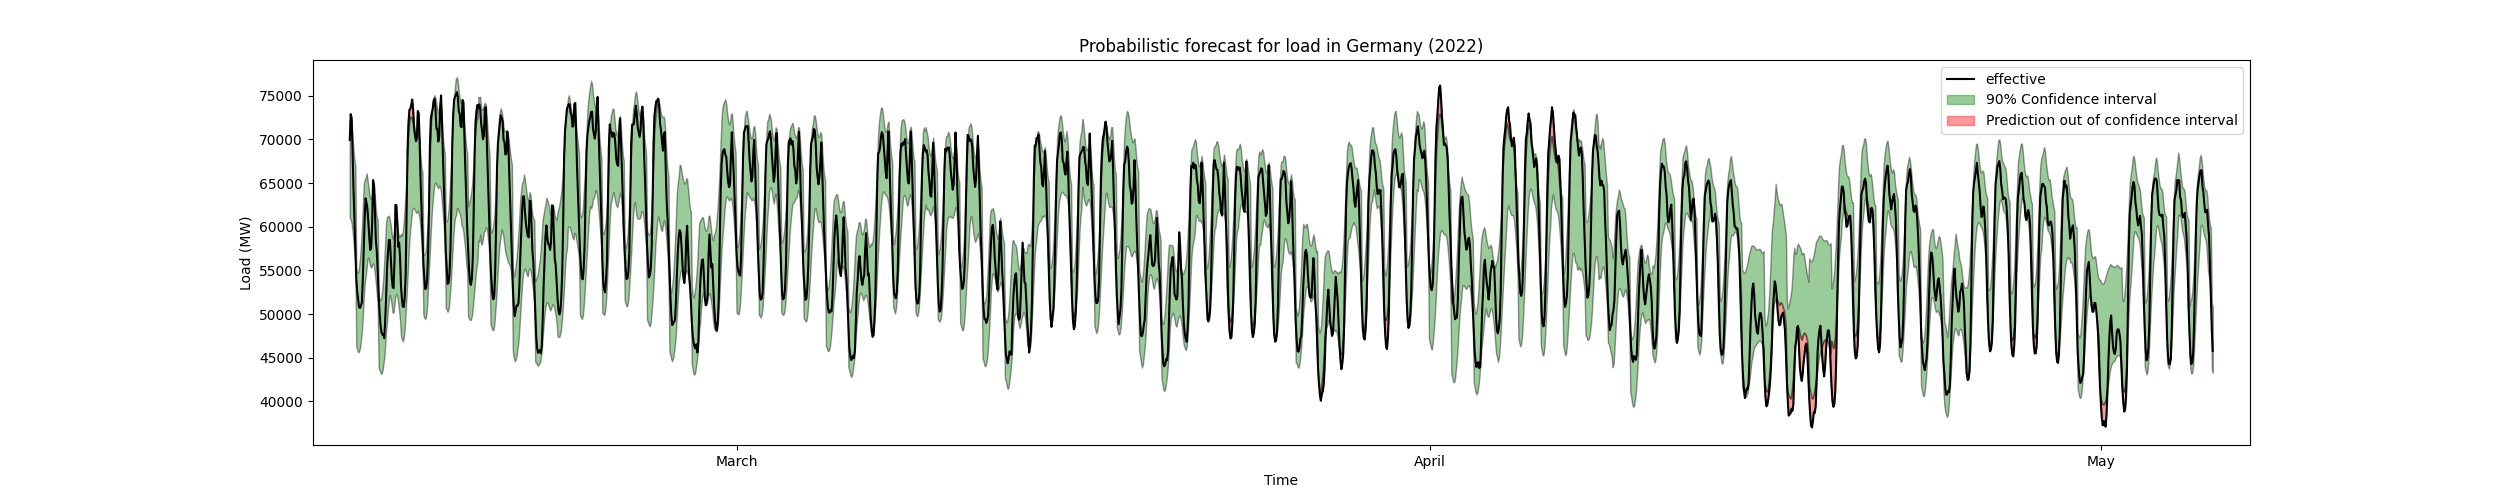 Probabilistic forecast for load in Germany (2022)
effective
90% Confidence interval
Prediction out of confidence interval
Load (MW)
75000
70000
65000
60000
55000
50000
45000
40000
March
April
May
Time